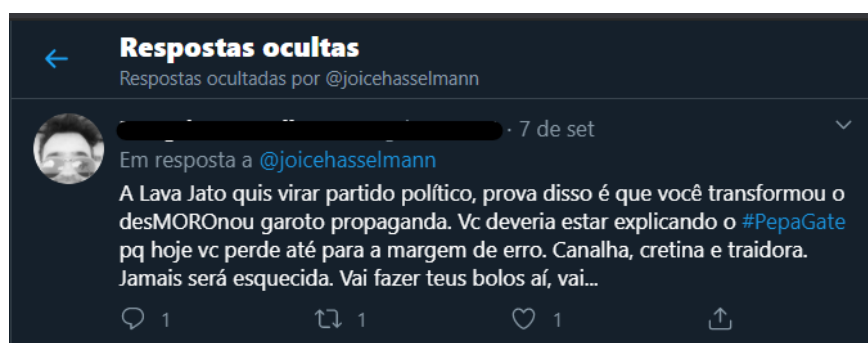 Respostas ocultas
Respostas ocultadas por @joicehasselmann
· 7 de set
Em resposta a @joicehasselmann
A Lava Jato quis virar partido político, prova disso é que você transformou o
desMOROnou garoto propaganda. Vc deveria estar explicando o #PepaGate
pq hoje vc perde até para a margem de erro. Canalha, cretina e traidora.
Jamais será esquecida. Vai fazer teus bolos aí, vai...
1 1 1